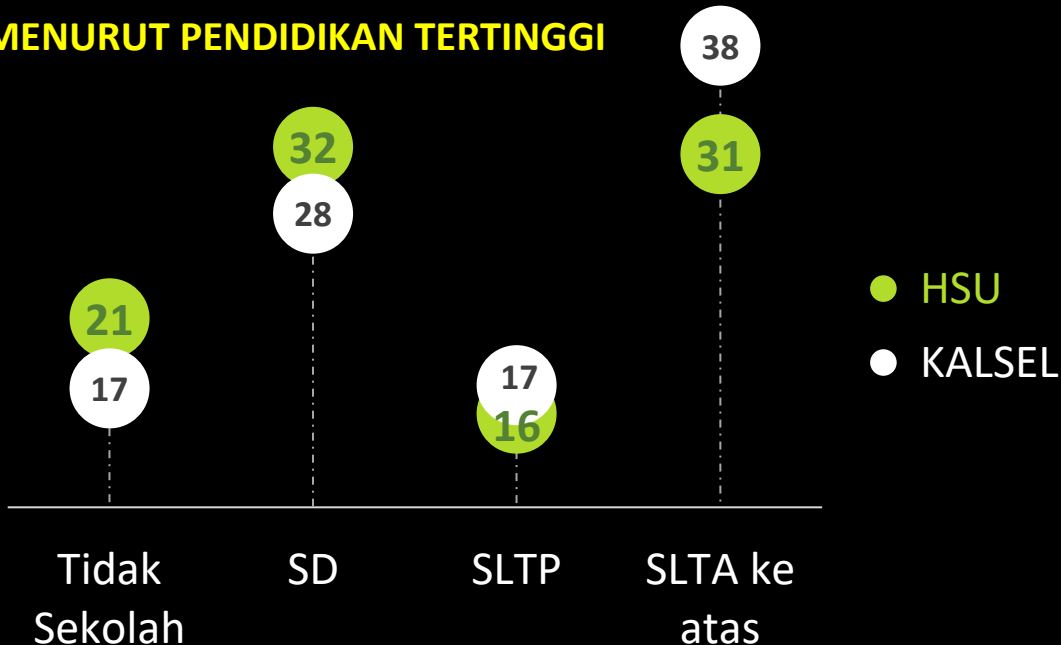 MENURUT PENDIDIKAN TERTINGGI
38
32
31
28
21
17
17
16
HSU
KALSEL
Tidak
Sekolah
SD
SLTP
SLTA ke
atas